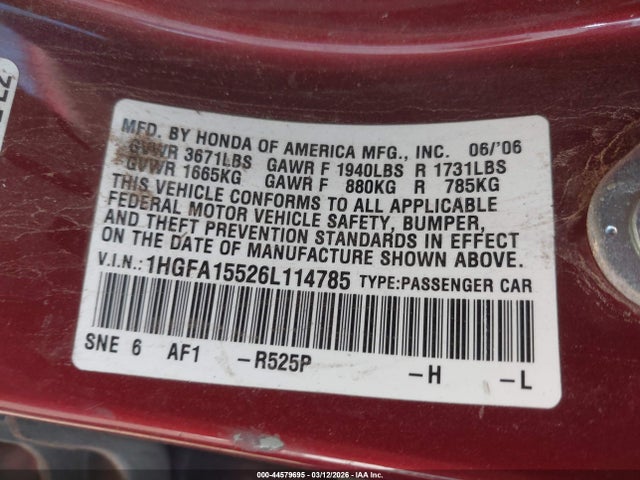 MFD. BY HONDA OF AMERICA MFG., INC. 06/'06
GVWR 3671LBS GAWR F 1940LBS R 1731LBS
GVWR 1665KG GAWR F 880KG R 785KG
THIS VEHICLE CONFORMS TO ALL APPLICABLE
FEDERAL MOTOR VEHICLE SAFETY, BUMPER,
AND THEFT PREVENTION STANDARDS IN EFFECT
ON THE DATE OF MANUFACTURE SHOWN ABOVE.
V.I.N.: 1HGFA15526L114785 TYPE:PASSENGER CAR
SNE 6 AF1 -R525P -H -L
000-44579695 - 03/12/2026 - IAA Inc.